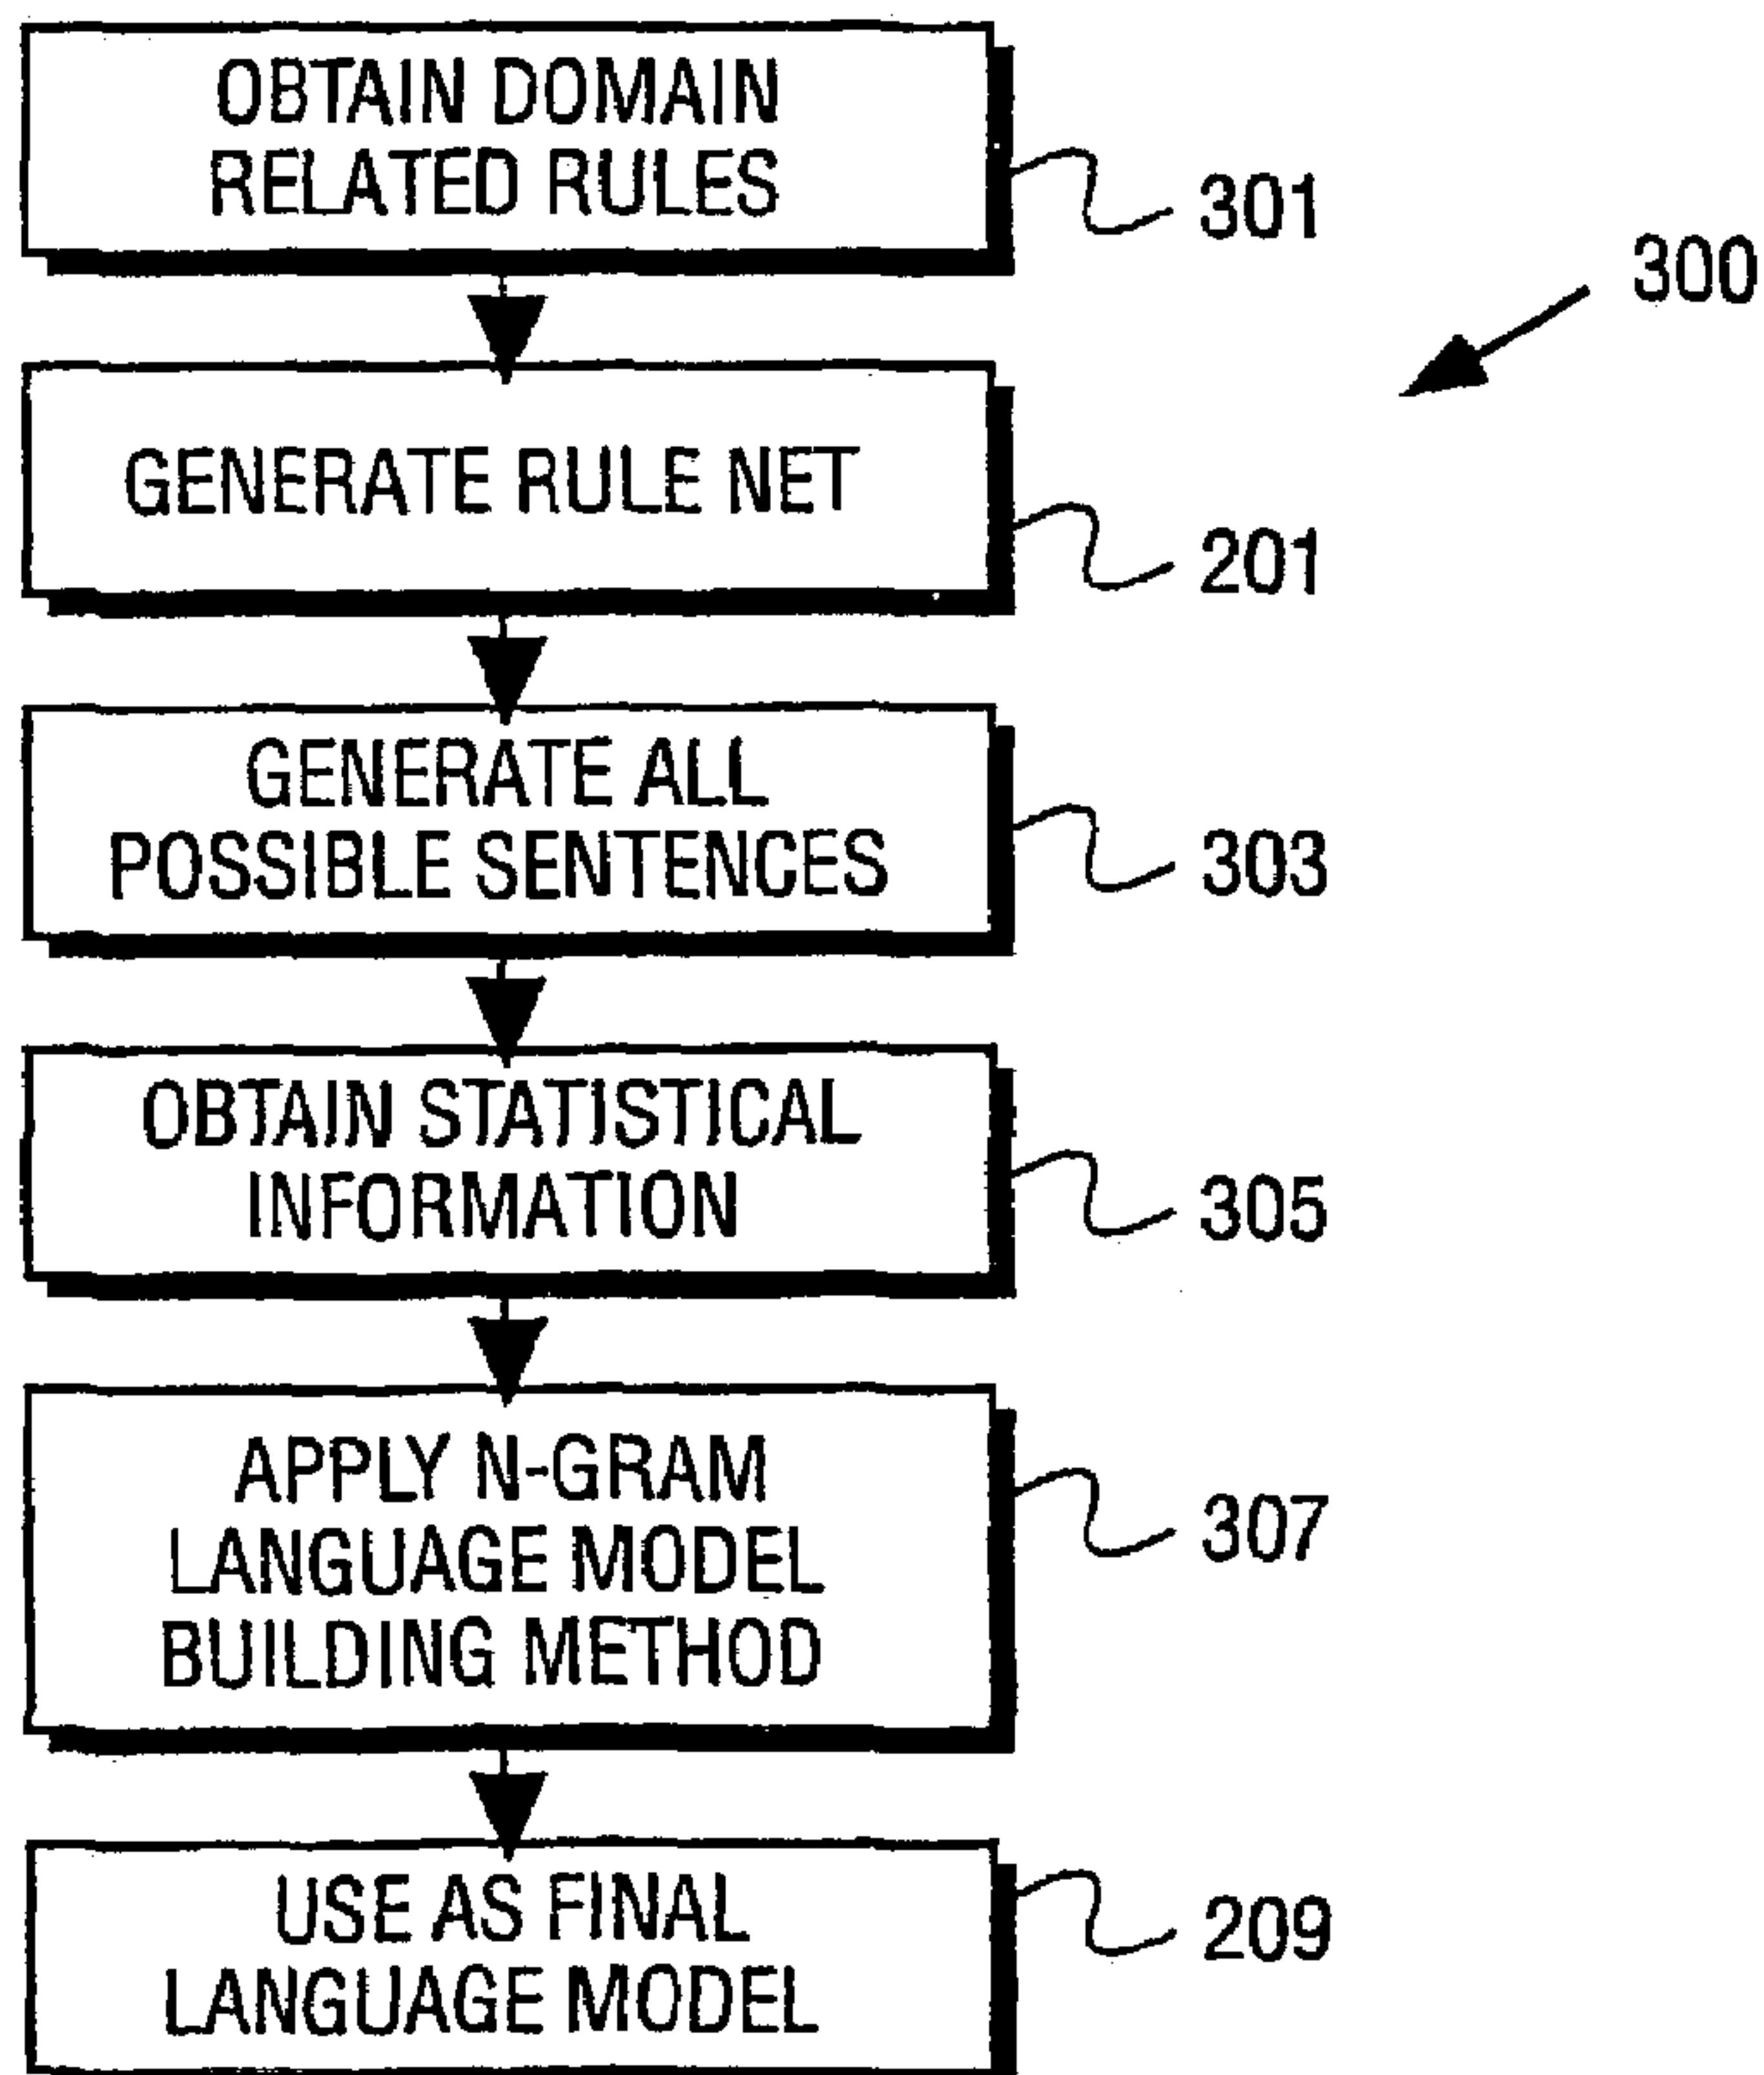 OBTAIN DOMAIN
RELATED RULES
301
300
GENERATE RULE NET
201
GENERATE ALL
POSSIBLE SENTENCES
303
OBTAIN STATISTICAL
INFORMATION
305
APPLY N-GRAM
LANGUAGE MODEL
BUILDING METHOD
307
USE AS FINAL
LANGUAGE MODEL
209